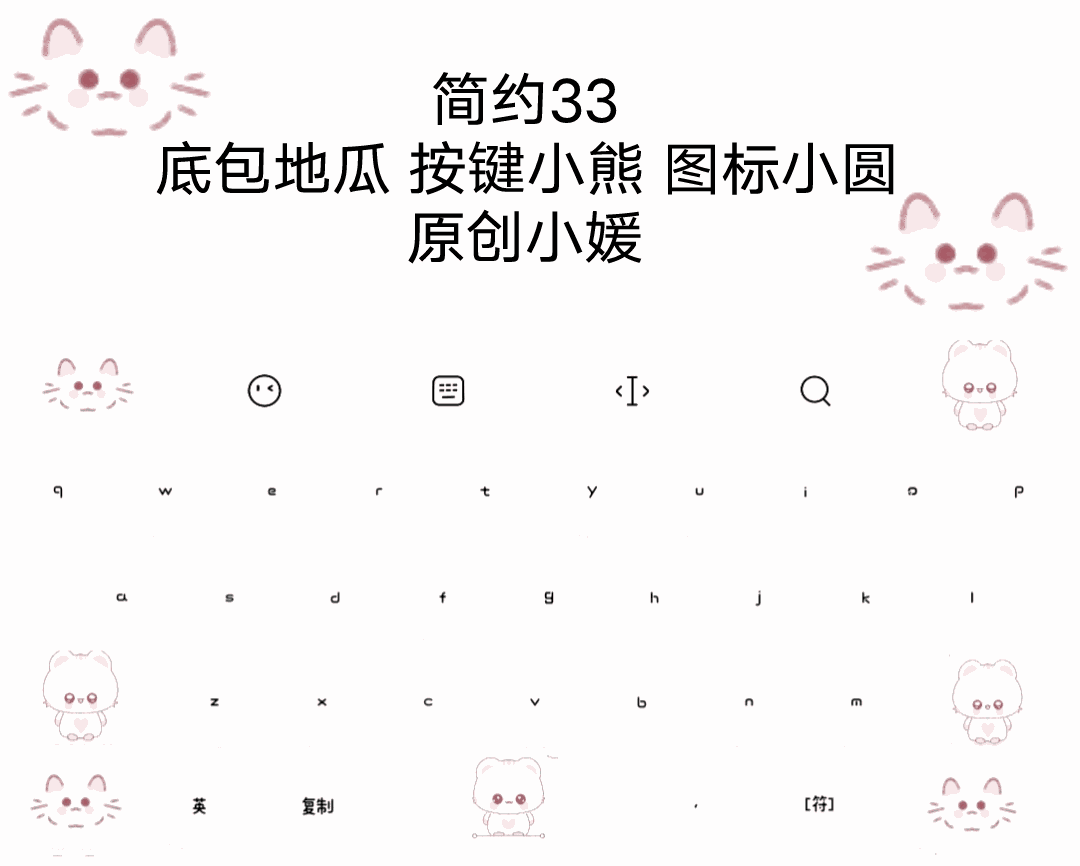 简约33
底包地瓜 按键小熊 图标小圆
原创小媛
q w e r t y u i o p
a s d f g h j k l
z x c v b n m
英 复制 , [符]